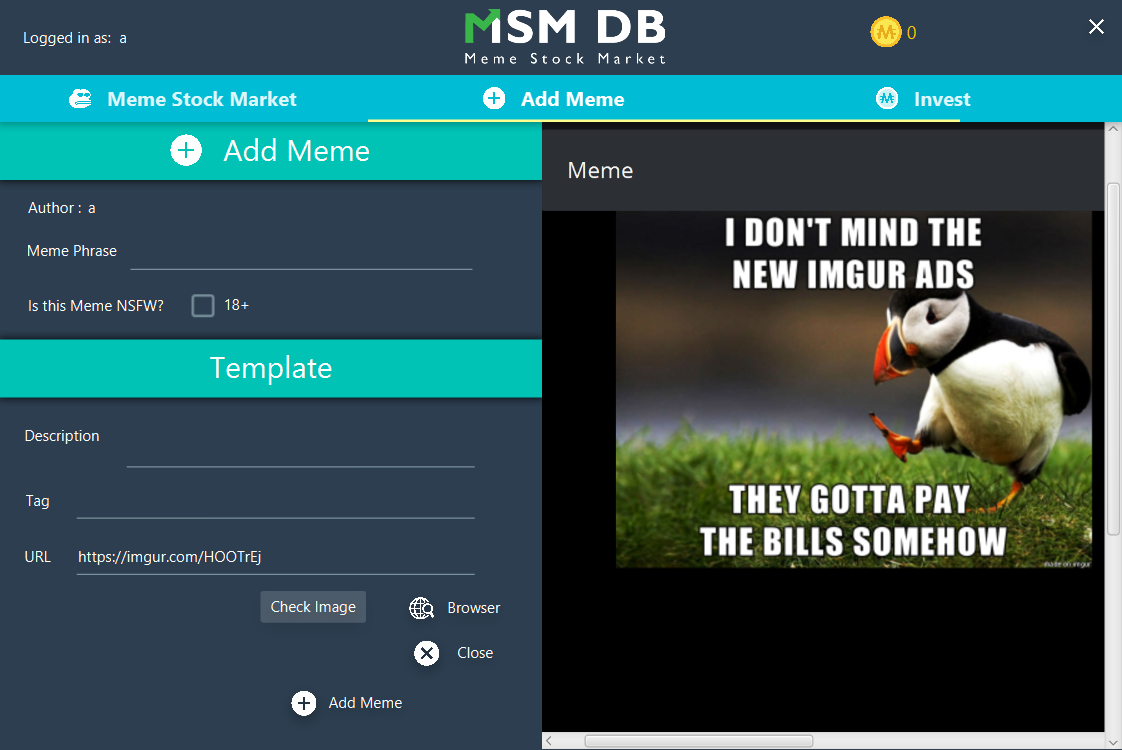 Logged in as: a
MSM DB
Meme Stock Market
0
Meme Stock Market
Add Meme
Invest
Add Meme
Author : a
Meme Phrase
Is this Meme NSFW?
18+
Template
Description
Tag
URL
https://imgur.com/HOOTrEj
Check Image
Browser
Close
Add Meme
Meme
I DON'T MIND THE
NEW IMGUR ADS
THEY GOTTA PAY
THE BILLS SOMEHOW
made on imgur